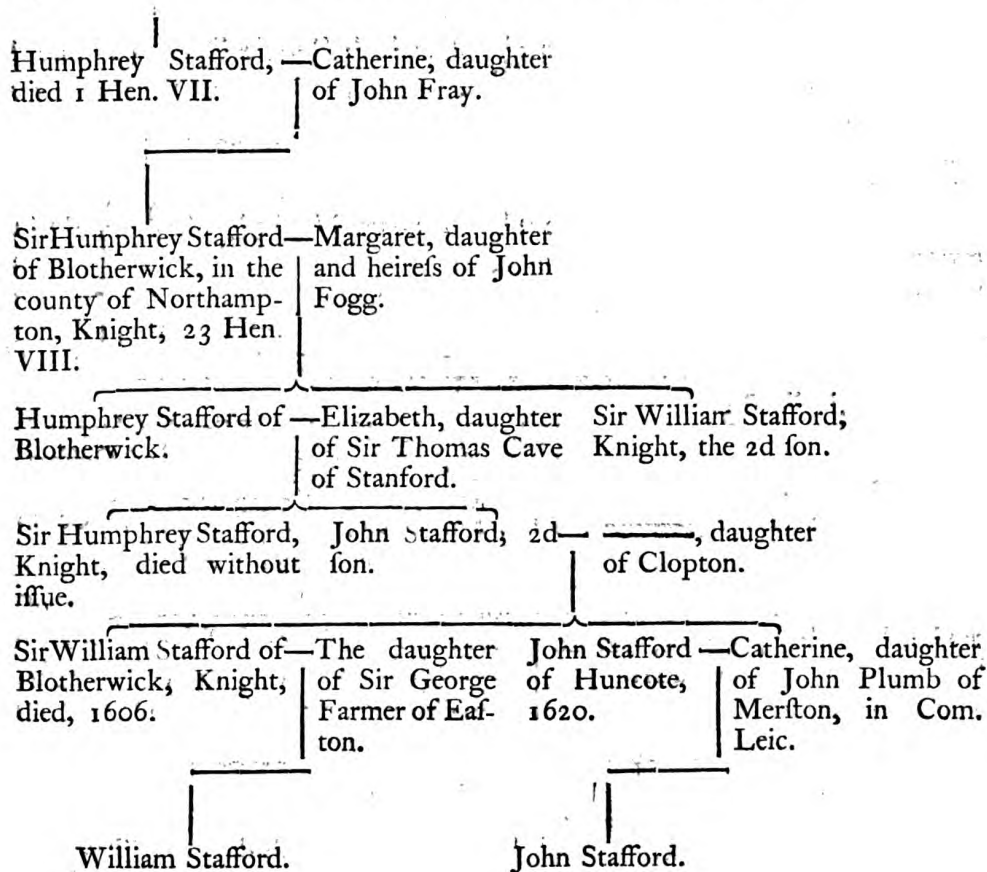 Humphrey Stafford, — Catherine, daughter
died 1 Hen. VII. of John Fray.
Sir Humphrey Stafford — Margaret, daughter
of Blotherwick, in the and heireſs of John
county of Northamp- Fogg.
ton, Knight, 23 Hen.
VIII.
Humphrey Stafford of — Elizabeth, daughter Sir William Stafford,
Blotherwick. of Sir Thomas Cave Knight, the 2d ſon.
of Stanford.
Sir Humphrey Stafford, John Stafford, 2d — ———, daughter
Knight, died without ſon. of Clopton.
iſſue.
Sir William Stafford of — The daughter John Stafford — Catherine, daughter
Blotherwick, Knight, of Sir George of Huncote, of John Plumb of
died, 1606. Farmer of Eaſ- 1620. Merſton, in Com.
ton. Leic.
William Stafford. John Stafford.